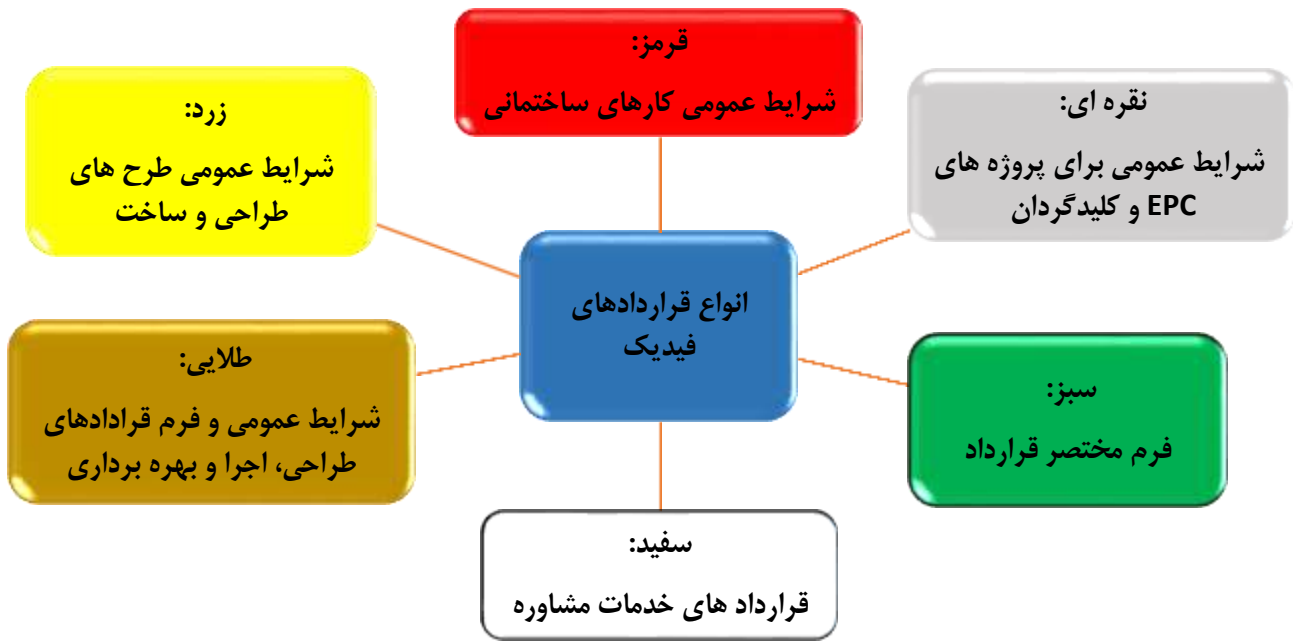 قرمز:
شرایط عمومی کارهای ساختمانی
نقره ای:
شرایط عمومی برای پروژه های
EPC و کلیدگردان
زرد:
شرایط عمومی طرح های
طراحی و ساخت
انواع قراردادهای
فیدیک
سبز:
فرم مختصر قرارداد
طلایی:
شرایط عمومی و فرم قرادادهای
طراحی، اجرا و بهره برداری
سفید:
قرارداد های خدمات مشاوره